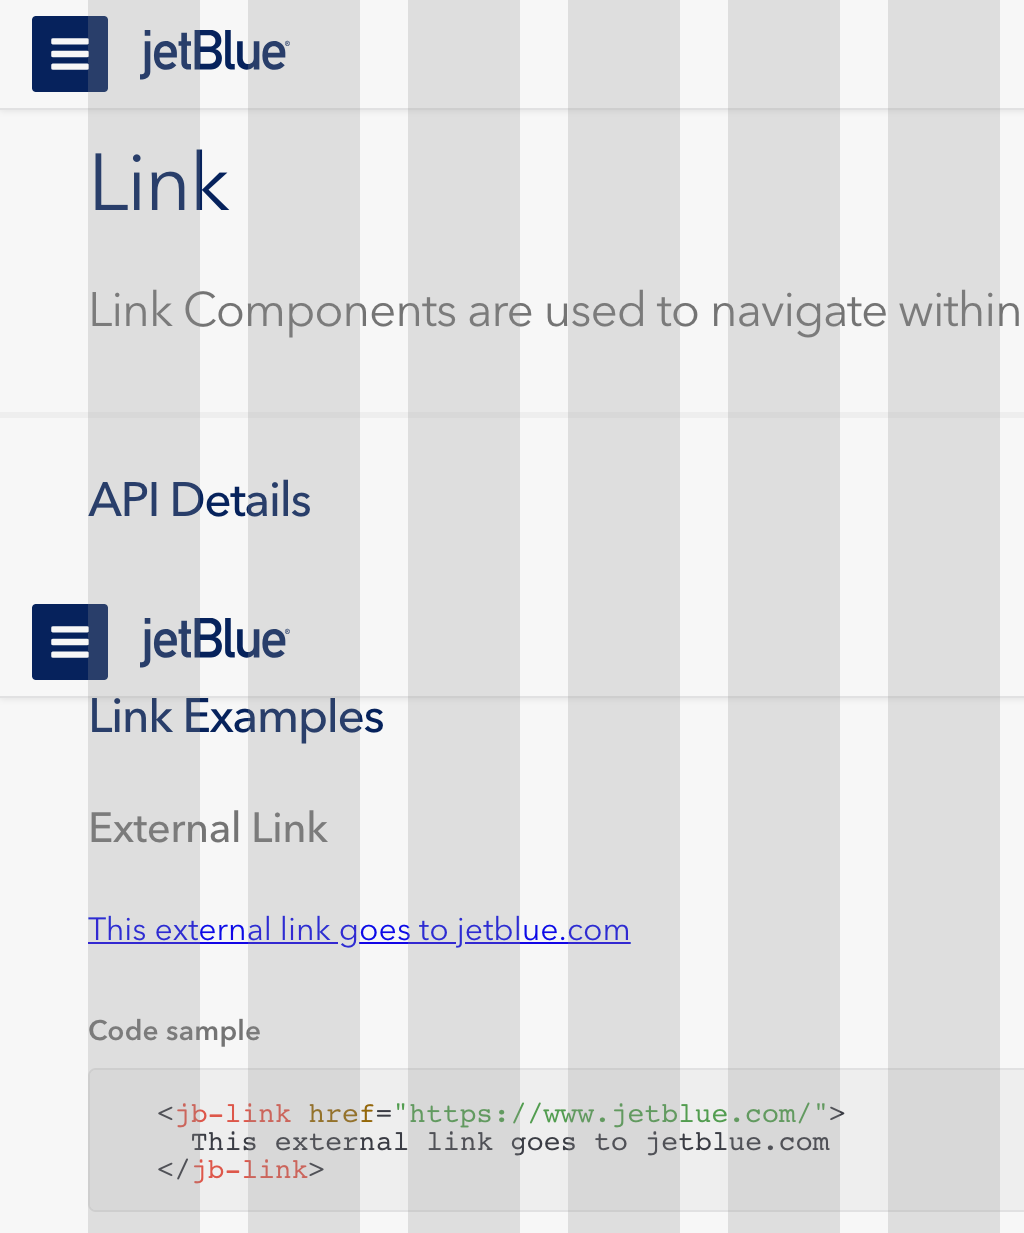 jetBlue®
Link
Link Components are used to navigate within
API Details
jetBlue®
Link Examples
External Link
This external link goes to jetblue.com
Code sample
<jb-link href="https://www.jetblue.com/">
This external link goes to jetblue.com
</jb-link>